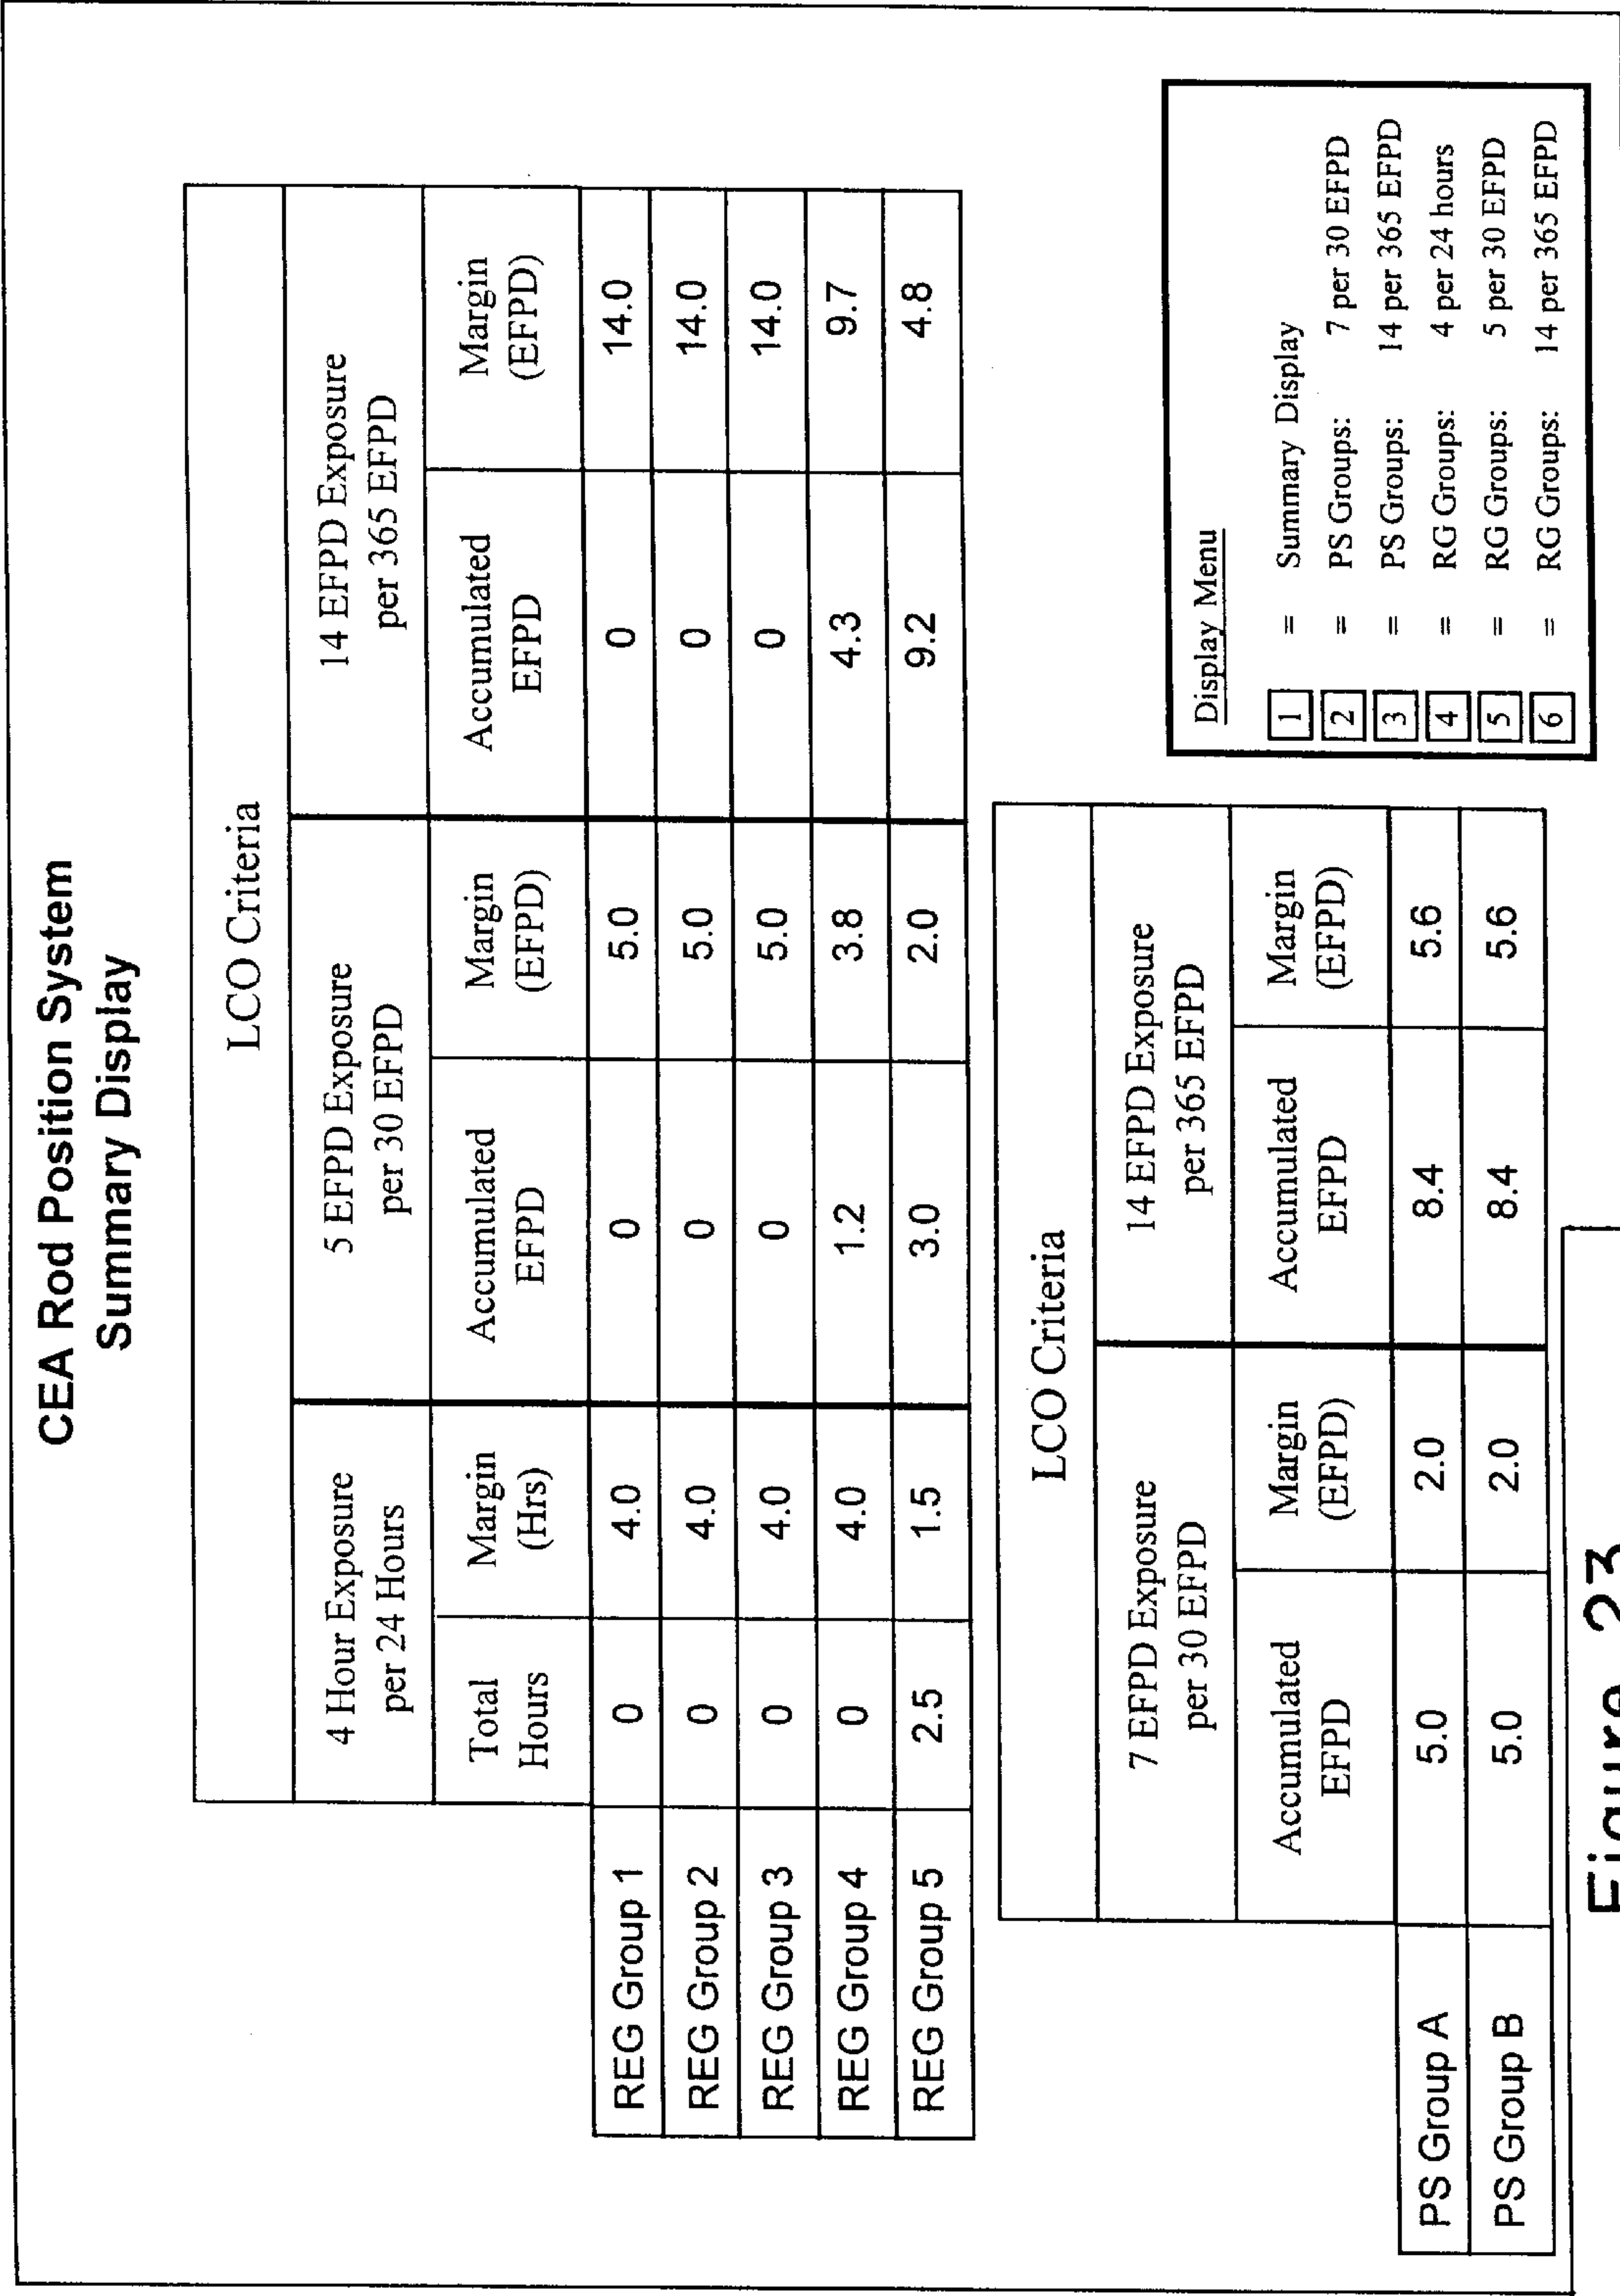 CEA Rod Position System
Summary Display
LCO Criteria
4 Hour Exposure per 24 Hours 5 EFPD Exposure per 30 EFPD 14 EFPD Exposure per 365 EFPD
Total Hours Margin (Hrs) Accumulated EFPD Margin (EFPD) Accumulated EFPD Margin (EFPD)
REG Group 1 0 4.0 0 5.0 0 14.0
REG Group 2 0 4.0 0 5.0 0 14.0
REG Group 3 0 4.0 0 5.0 0 14.0
REG Group 4 0 4.0 1.2 3.8 4.3 9.7
REG Group 5 2.5 1.5 3.0 2.0 9.2 4.8
LCO Criteria
7 EFPD Exposure per 30 EFPD 14 EFPD Exposure per 365 EFPD
Accumulated EFPD Margin (EFPD) Accumulated EFPD Margin (EFPD)
PS Group A 5.0 2.0 8.4 5.6
PS Group B 5.0 2.0 8.4 5.6
Display Menu
1 = Summary Display
2 = PS Groups: 7 per 30 EFPD
3 = PS Groups: 14 per 365 EFPD
4 = RG Groups: 4 per 24 hours
5 = RG Groups: 5 per 30 EFPD
6 = RG Groups: 14 per 365 EFPD
Figure 23